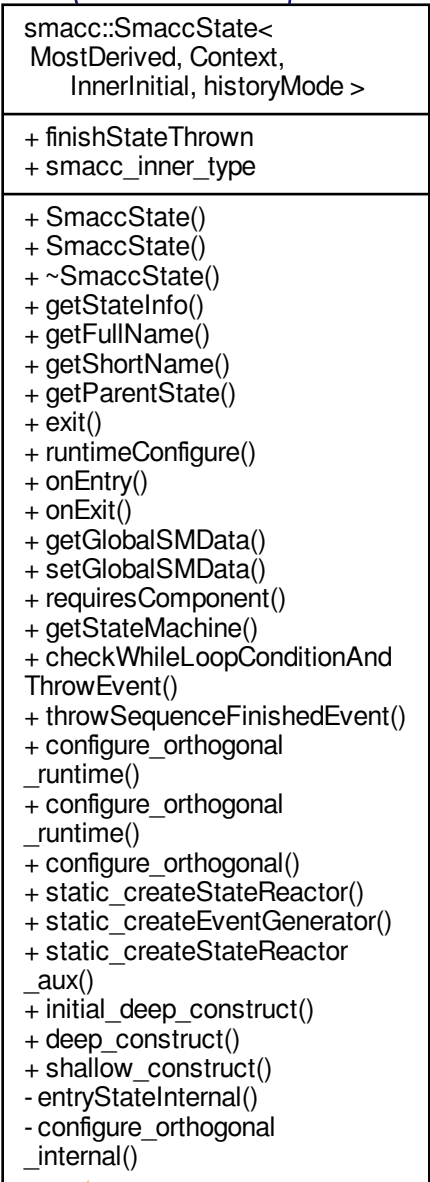 smacc::SmaccState<
MostDerived, Context,
InnerInitial, historyMode >
+ finishStateThrown
+ smacc_inner_type
+ SmaccState()
+ SmaccState()
+ ~SmaccState()
+ getStateInfo()
+ getFullName()
+ getShortName()
+ getParentState()
+ exit()
+ runtimeConfigure()
+ onEntry()
+ onExit()
+ getGlobalSMData()
+ setGlobalSMData()
+ requiresComponent()
+ getStateMachine()
+ checkWhileLoopConditionAnd
ThrowEvent()
+ throwSequenceFinishedEvent()
+ configure_orthogonal
_runtime()
+ configure_orthogonal
_runtime()
+ configure_orthogonal()
+ static_createStateReactor()
+ static_createEventGenerator()
+ static_createStateReactor
_aux()
+ initial_deep_construct()
+ deep_construct()
+ shallow_construct()
- entryStateInternal()
- configure_orthogonal
_internal()